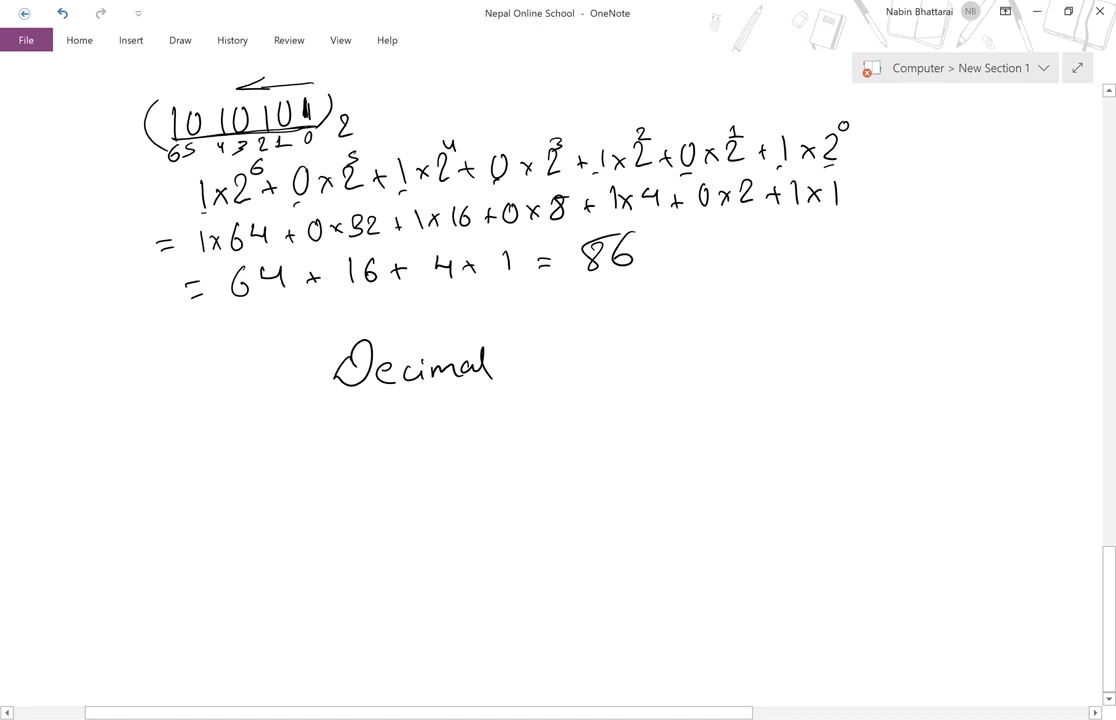 Nepal Online School - OneNote
Nabin Bhattarai NB
File Home Insert Draw History Review View Help
Computer > New Section 1
(1010101)2
6 5 4 3 2 1 0
1×2^6 + 0×2^5 + 1×2^4 + 0×2^3 + 1×2^2 + 0×2^1 + 1×2^0
= 1×64 + 0×32 + 1×16 + 0×8 + 1×4 + 0×2 + 1×1
= 64 + 16 + 4 + 1 = 86
Decimal